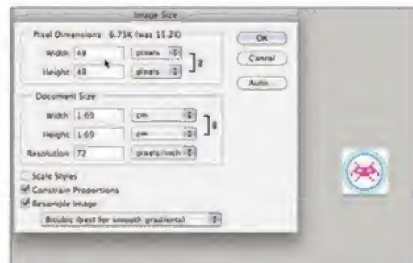 Image Size
Pixel Dimensions: 6.75K (was 15.2K)
Width: 48 pixels
Height: 48 pixels
OK
Cancel
Auto...
Document Size:
Width: 1.69 cm
Height: 1.69 cm
Resolution: 72 pixels/inch
Scale Styles
Constrain Proportions
Resample Image:
Bicubic (best for smooth gradients)